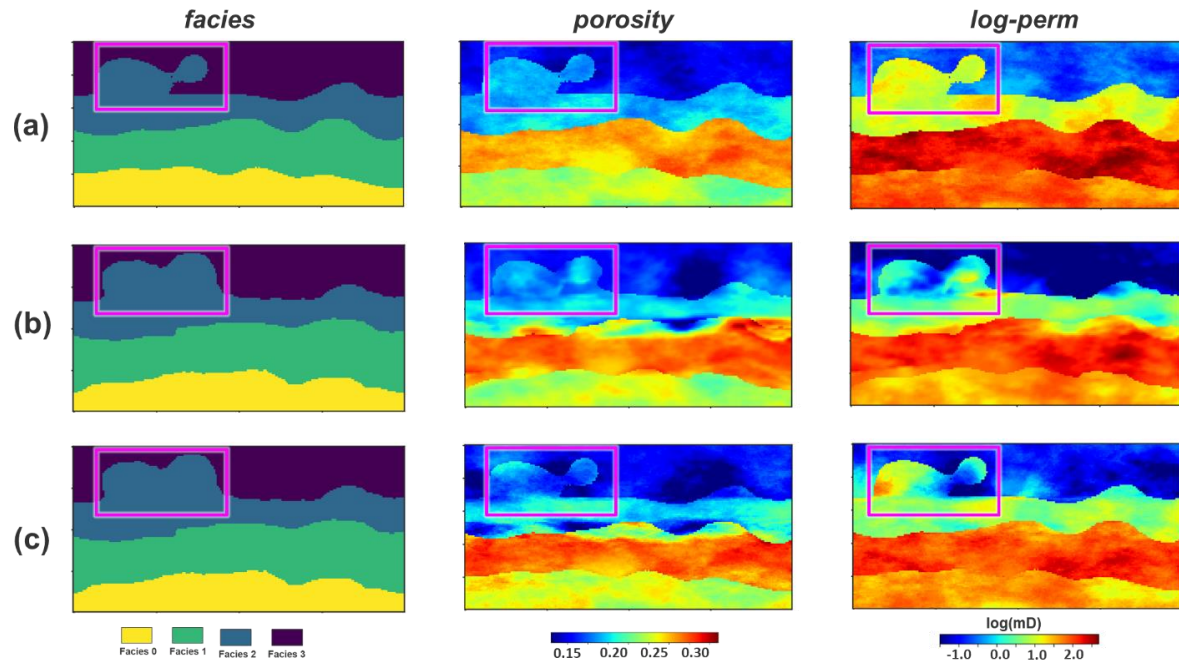 facies porosity log-perm
(a)
(b)
(c)
Facies 0 Facies 1 Facies 2 Facies 3
0.15 0.20 0.25 0.30
log(mD)
-1.0 0.0 1.0 2.0